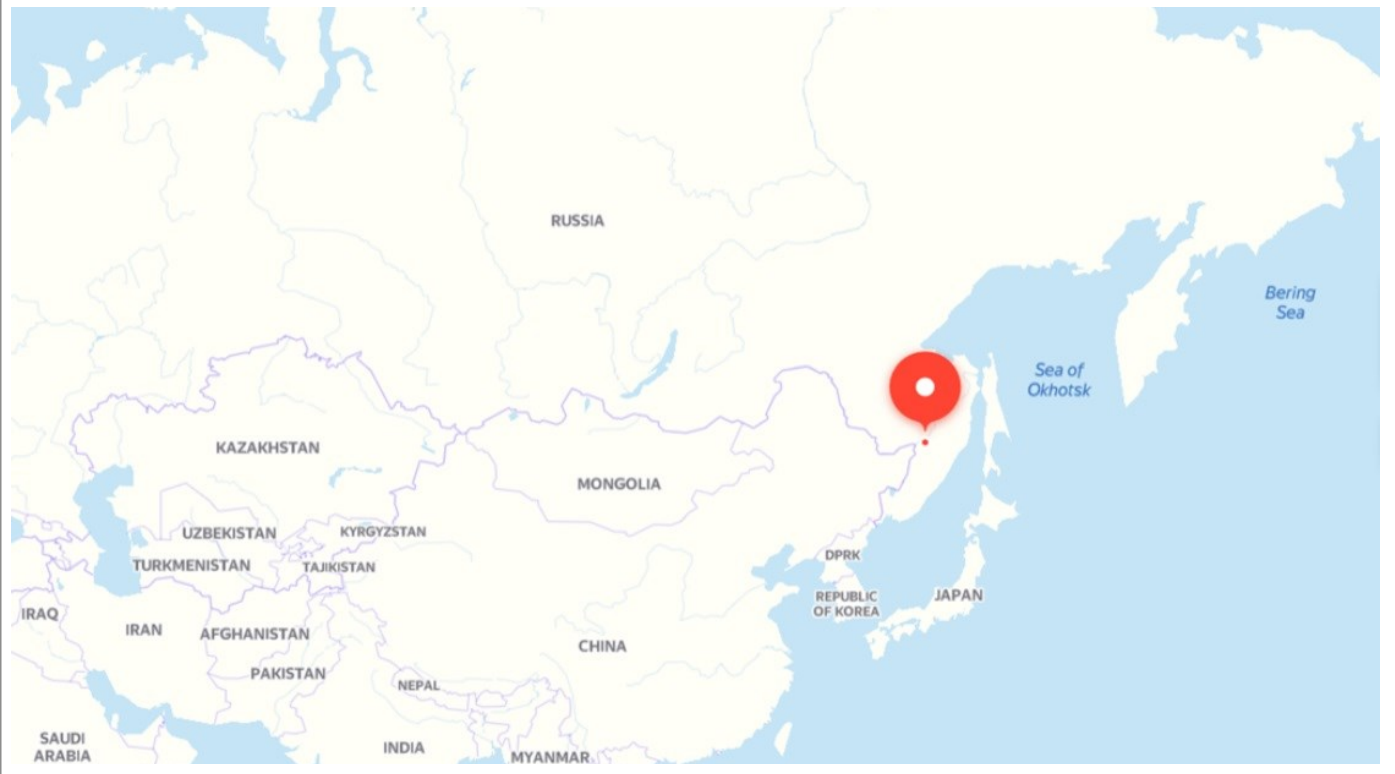 RUSSIA
Bering
Sea
Sea of
Okhotsk
KAZAKHSTAN
MONGOLIA
UZBEKISTAN
KYRGYZSTAN
TURKMENISTAN
TAJIKISTAN
DPRK
REPUBLIC
OF KOREA
JAPAN
IRAQ
IRAN
AFGHANISTAN
CHINA
PAKISTAN
NEPAL
SAUDI
ARABIA
INDIA
MYANMAR